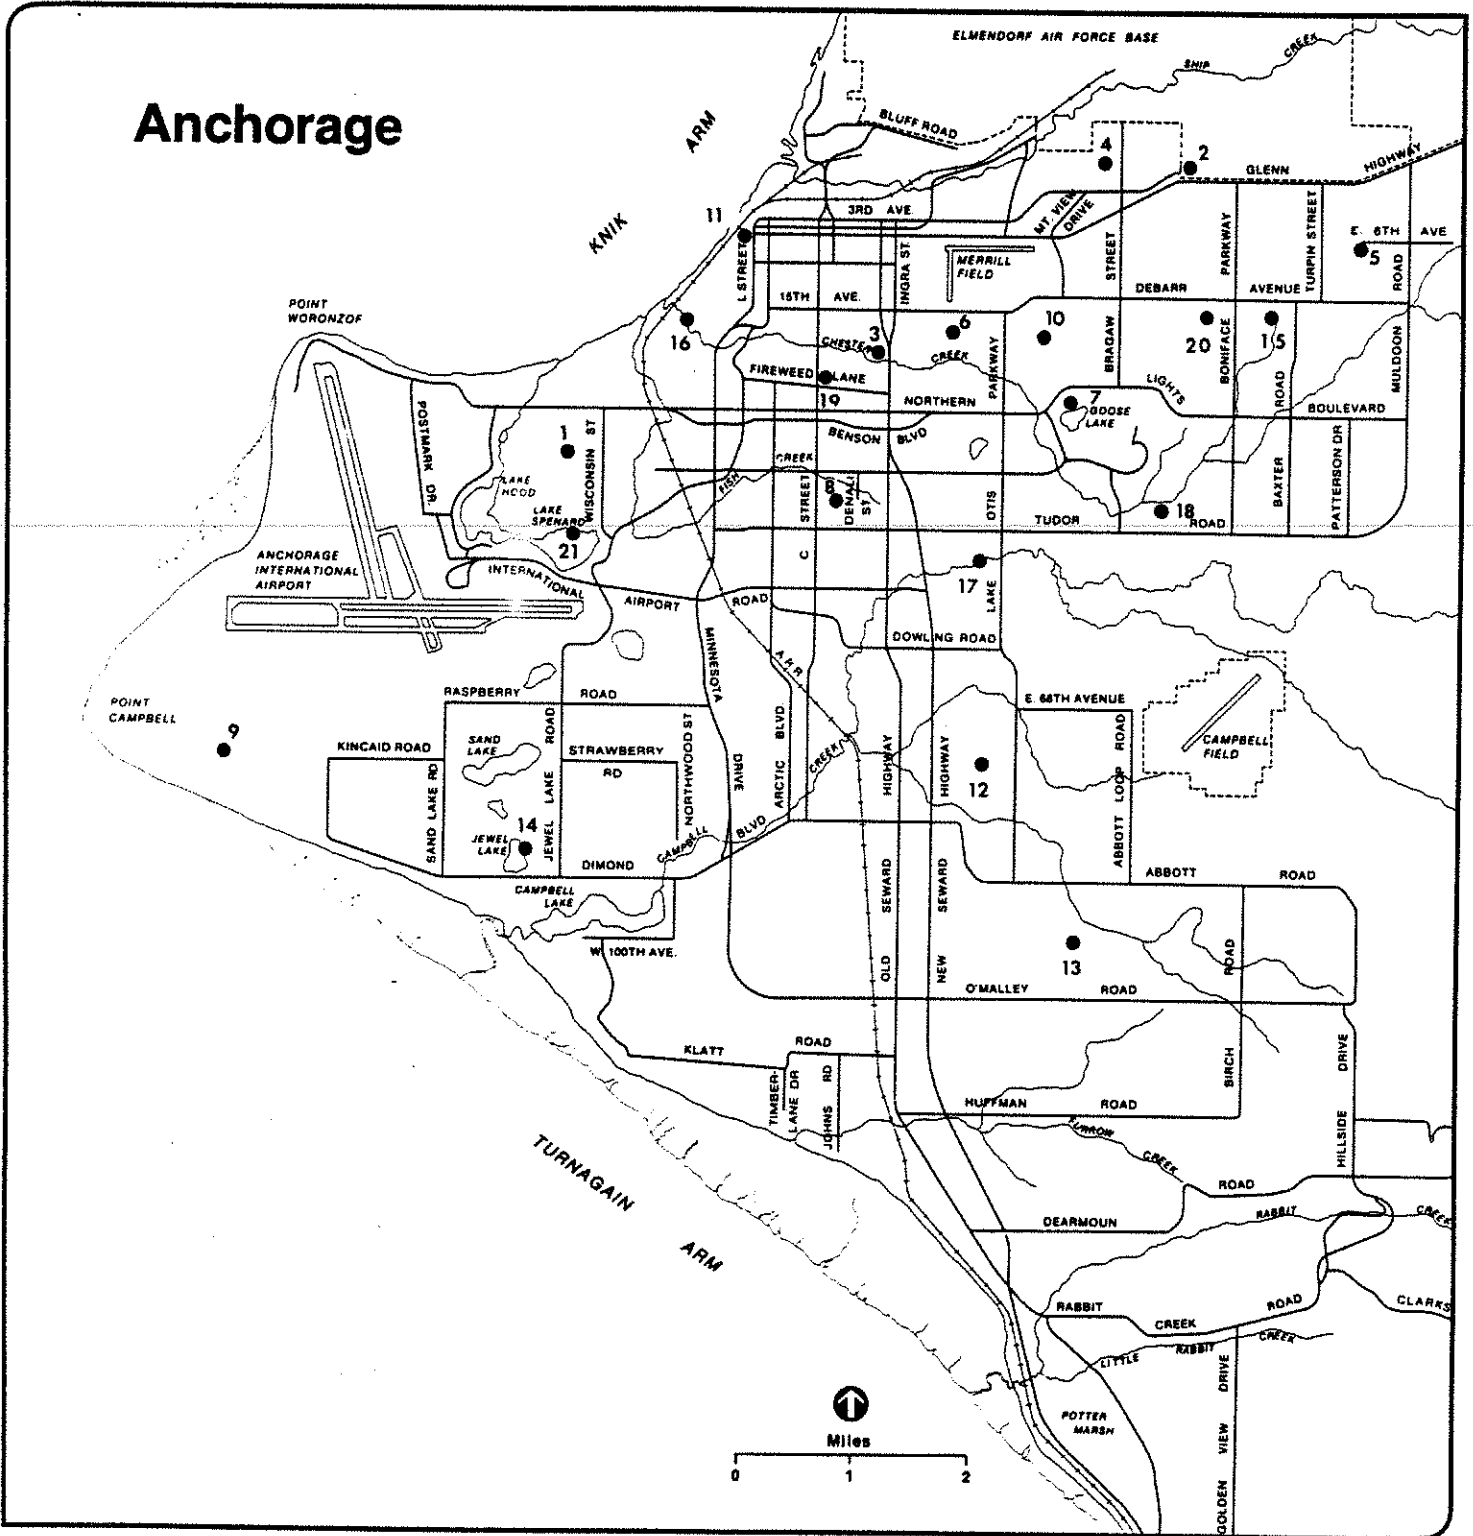 Anchorage
ELMENDORF AIR FORCE BASE
SHIP
CREEK
ARM
KNIK
BLUFF ROAD
4
2
GLENN
HIGHWAY
11
3RD AVE.
MT. VIEW
DRIVE
E. 6TH AVE
5
L STREET
INGRA ST.
MERRILL
FIELD
STREET
PARKWAY
TURPIN STREET
ROAD
POINT
WORONZOF
15TH AVE.
DEBARR
AVENUE
16
3
6
10
20
15
CHESTER
CREEK
BRAGAW
BONIFACE
MULDOON
PARKWAY
FIREWEED LANE
19
NORTHERN
LIGHTS
BOULEVARD
7
GOOSE
LAKE
ROAD
POSTMARK DR.
1
WISCONSIN ST
BENSON BLVD
CREEK
FISH
LAKE
HOOD
LAKE
SPENARD
21
STREET
8
DENALI
ST
OTIS
TUDOR
ROAD
18
BAXTER
PATTERSON DR
C
ANCHORAGE
INTERNATIONAL
AIRPORT
INTERNATIONAL
AIRPORT
ROAD
17
LAKE
DOWLING ROAD
MINNESOTA
A K R R
POINT
CAMPBELL
9
RASPBERRY
ROAD
E. 68TH AVENUE
KINCAID ROAD
SAND
LAKE
JEWEL LAKE ROAD
STRAWBERRY
RD
NORTHWOOD ST
DRIVE
ARCTIC BLVD.
CREEK
HIGHWAY
HIGHWAY
12
ABBOTT LOOP ROAD
CAMPBELL
FIELD
SAND LAKE RD
14
JEWEL
LAKE
CAMPBELL
BLVD
DIMOND
CAMPBELL
LAKE
ABBOTT
ROAD
W. 100TH AVE.
OLD SEWARD
NEW SEWARD
13
ROAD
O'MALLEY
ROAD
KLATT
ROAD
TIMBER-
LANE DR
JOHNS RD
BIRCH
HILLSIDE DRIVE
HUFFMAN
ROAD
FURROW
CREEK
TURNAGAIN
ARM
ROAD
DEARMOUN
RABBIT
CREEK
RABBIT
CREEK
ROAD
CLARKS
LITTLE
RABBIT
CREEK
POTTER
MARSH
GOLDEN VIEW DRIVE
Miles
0 1 2